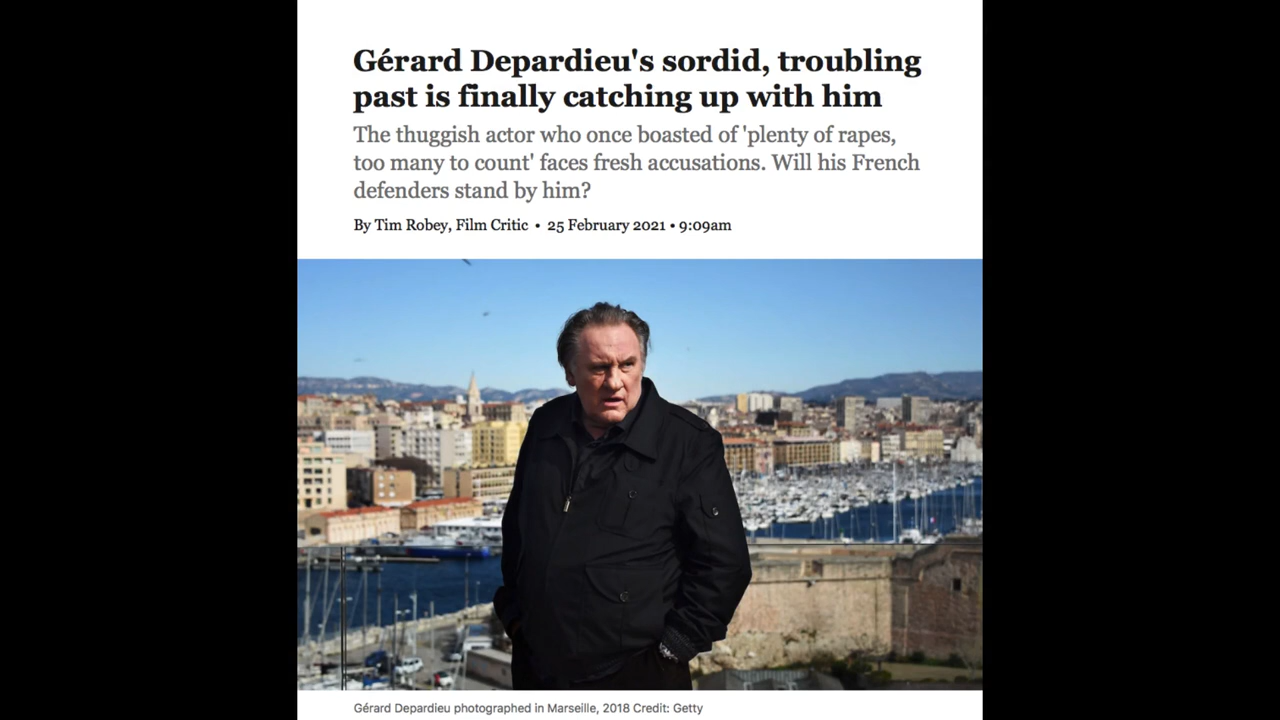 Gérard Depardieu's sordid, troubling
past is finally catching up with him
The thuggish actor who once boasted of 'plenty of rapes,
too many to count' faces fresh accusations. Will his French
defenders stand by him?
By Tim Robey, Film Critic • 25 February 2021 • 9:09am
Gérard Depardieu photographed in Marseille, 2018 Credit: Getty